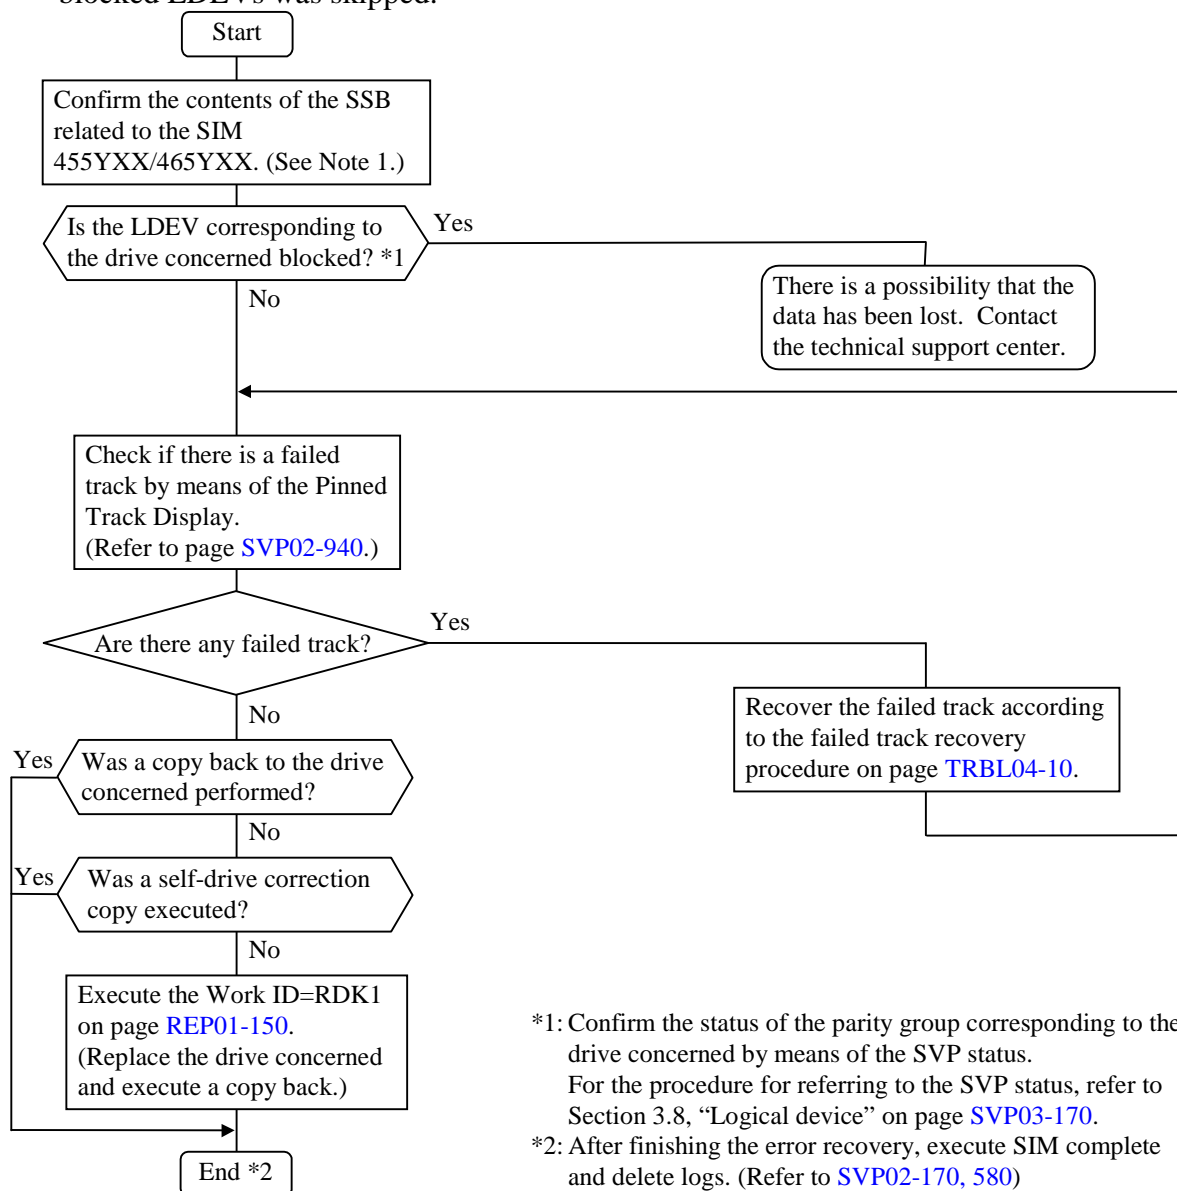 blocked LDEVs was skipped.
Start
Confirm the contents of the SSB
related to the SIM
455YXX/465YXX. (See Note 1.)
Is the LDEV corresponding to
the drive concerned blocked? *1
Yes
No
There is a possibility that the
data has been lost. Contact
the technical support center.
Check if there is a failed
track by means of the Pinned
Track Display.
(Refer to page SVP02-940.)
Are there any failed track?
Yes
No
Recover the failed track according
to the failed track recovery
procedure on page TRBL04-10.
Yes
Was a copy back to the drive
concerned performed?
No
Yes
Was a self-drive correction
copy executed?
No
Execute the Work ID=RDK1
on page REP01-150.
(Replace the drive concerned
and execute a copy back.)
End *2
*1: Confirm the status of the parity group corresponding to the
drive concerned by means of the SVP status.
For the procedure for referring to the SVP status, refer to
Section 3.8, “Logical device” on page SVP03-170.
*2: After finishing the error recovery, execute SIM complete
and delete logs. (Refer to SVP02-170, 580)